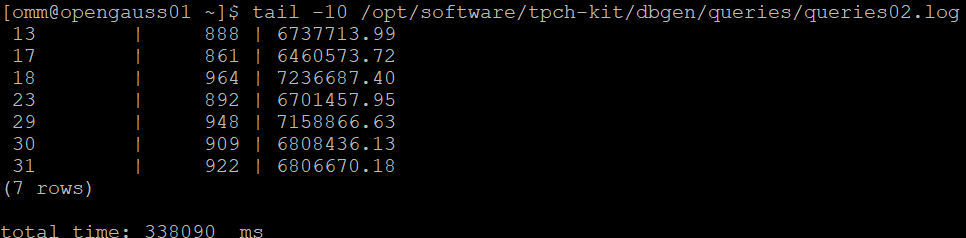 [omm@opengauss01 ~]$ tail -10 /opt/software/tpch-kit/dbgen/queries/queries02.log
13 | 888 | 6737713.99
17 | 861 | 6460573.72
18 | 964 | 7236687.40
23 | 892 | 6701457.95
29 | 948 | 7158866.63
30 | 909 | 6808436.13
31 | 922 | 6806670.18
(7 rows)
total time: 338090  ms